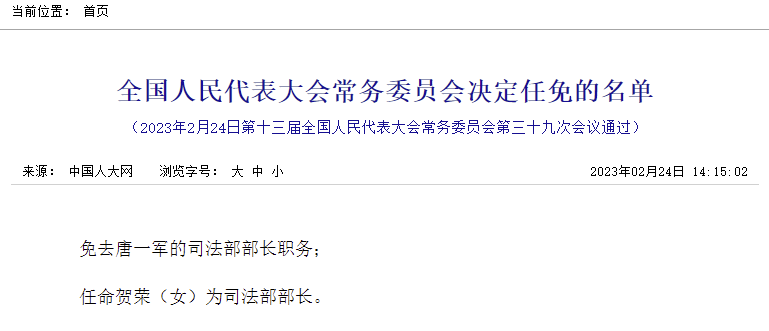 当前位置： 首页
全国人民代表大会常务委员会决定任免的名单
（2023年2月24日第十三届全国人民代表大会常务委员会第三十九次会议通过）
来源： 中国人大网 浏览字号： 大 中 小 2023年02月24日 14:15:02
免去唐一军的司法部部长职务；
任命贺荣（女）为司法部部长。